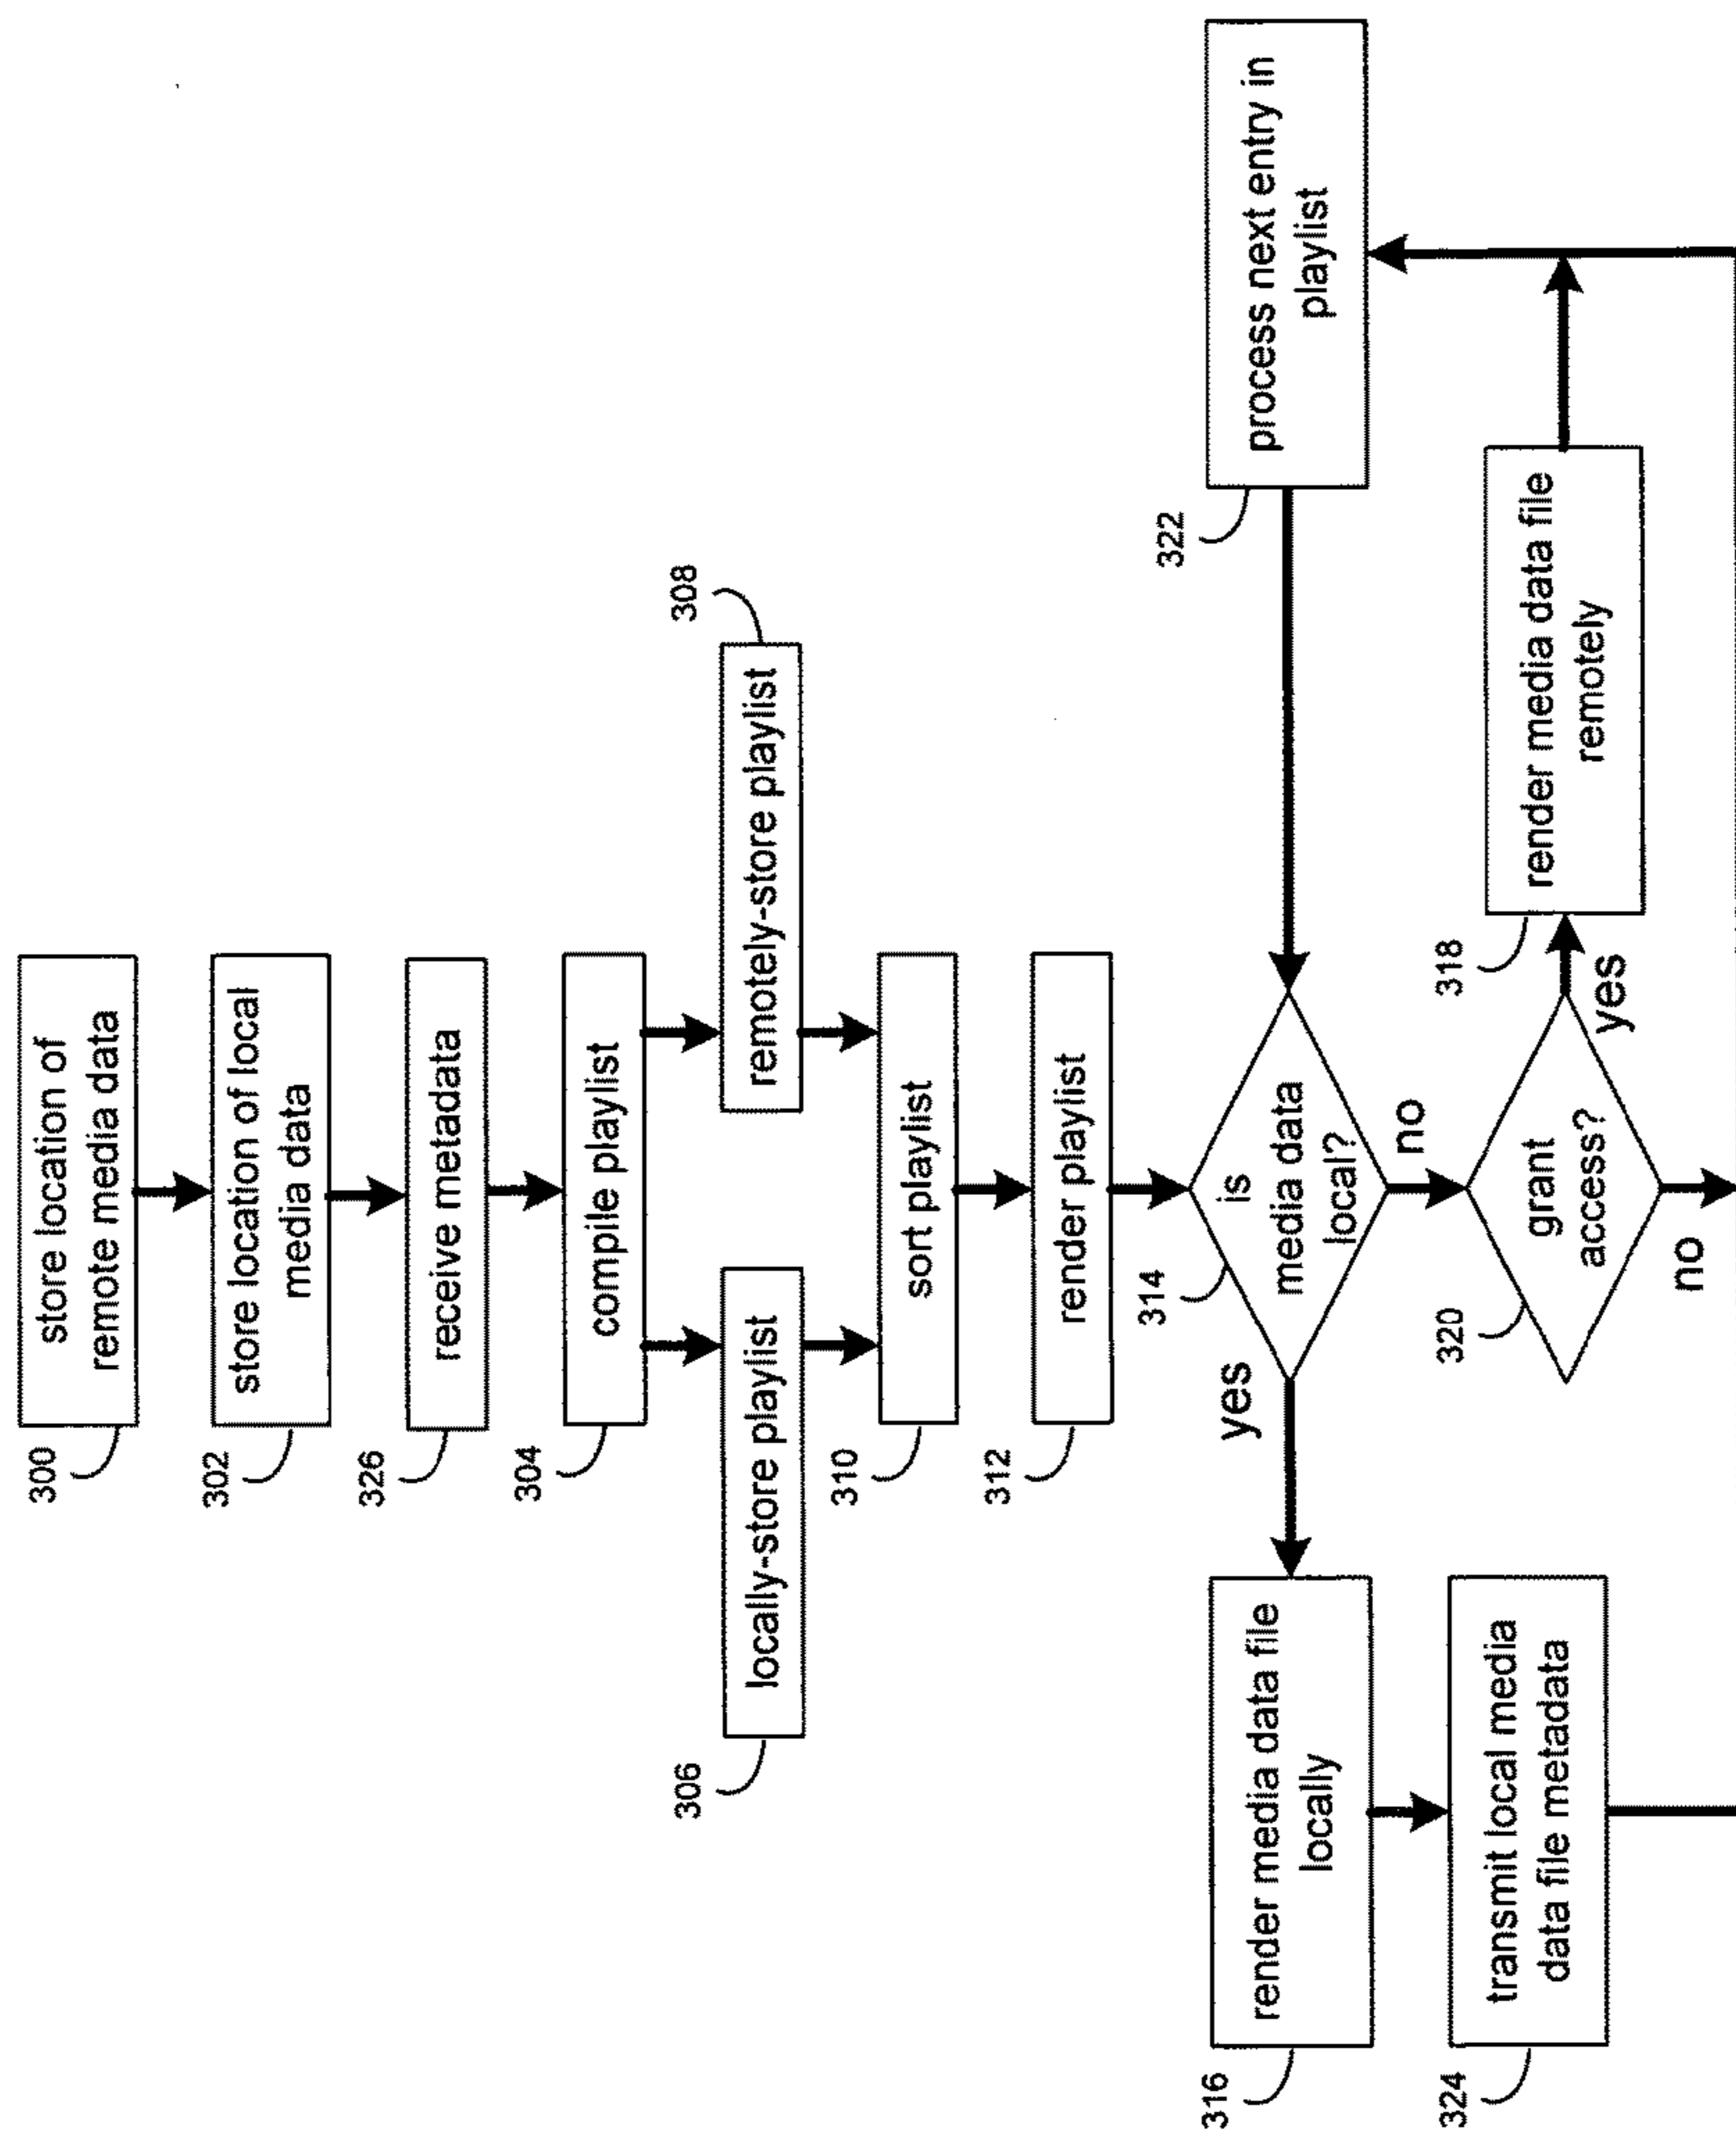 300
store location of
remote media data
302
store location of local
media data
326
receive metadata
304
compile playlist
306
locally-store playlist
308
remotely-store playlist
310
sort playlist
312
render playlist
314
is
media data
local?
yes
no
316
render media data file
locally
324
transmit local media
data file metadata
320
grant
access?
yes
no
318
render media data file
remotely
322
process next entry in
playlist